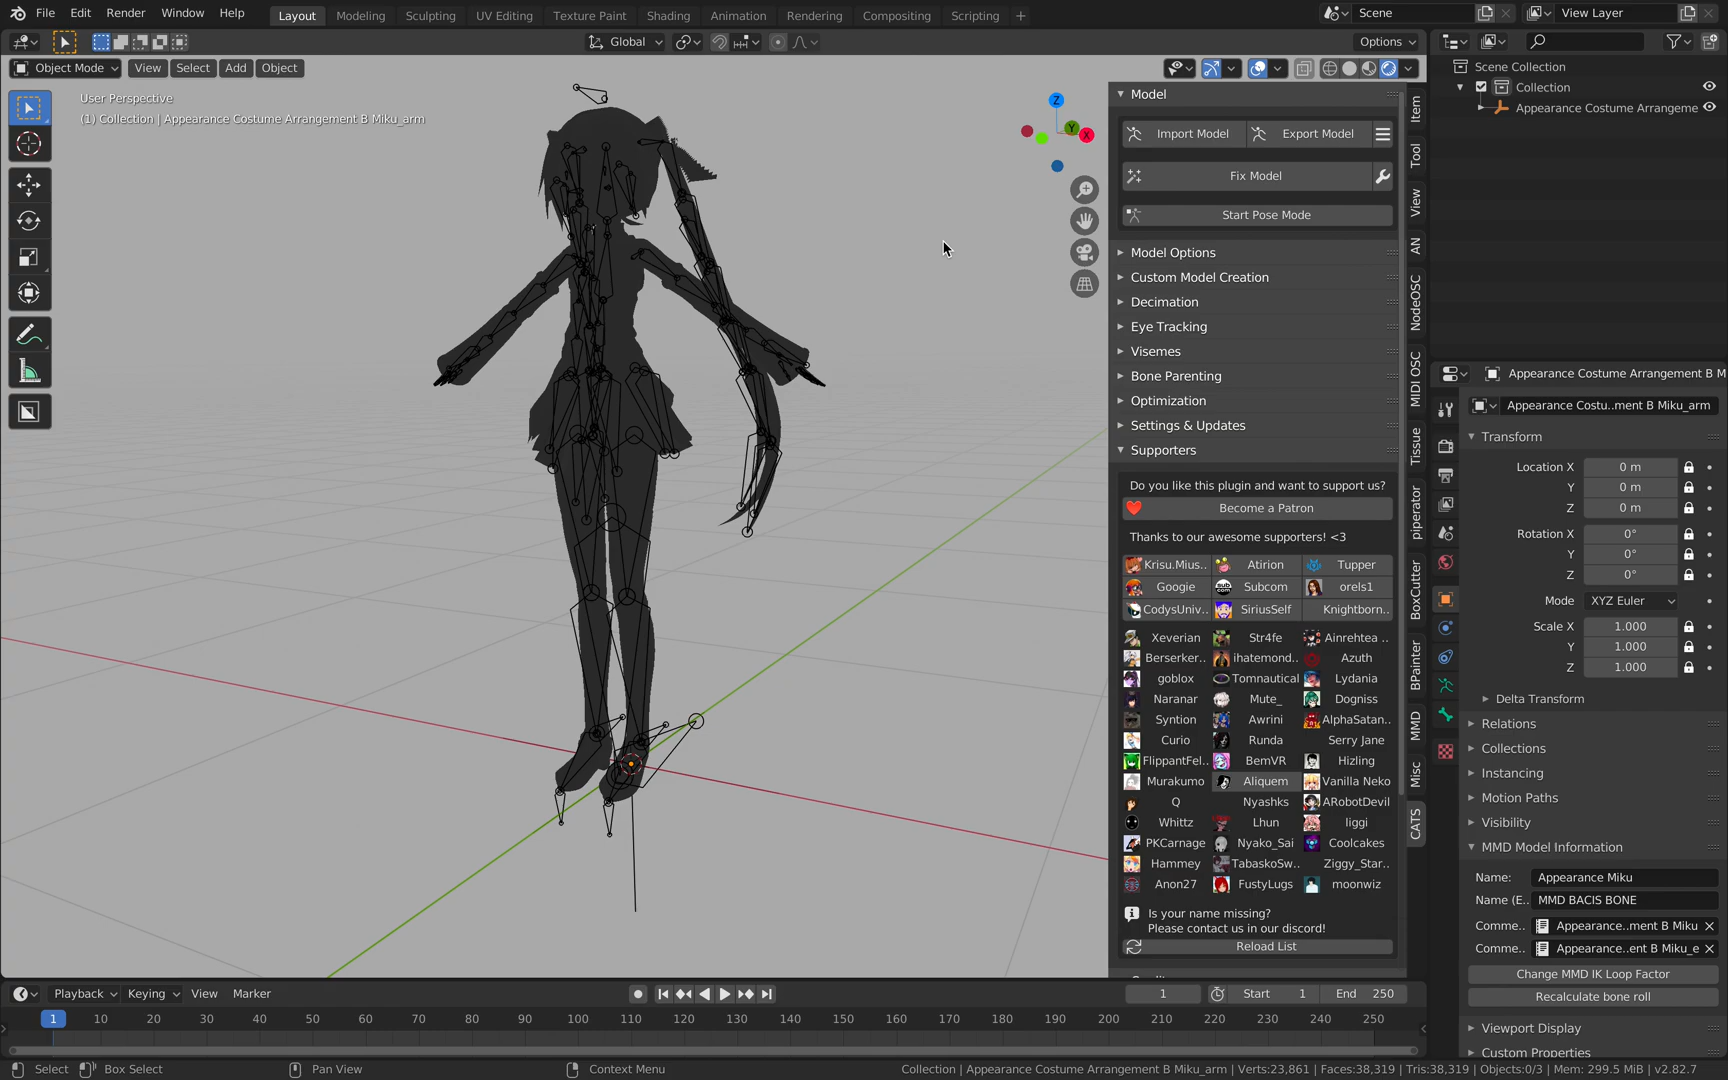 File Edit Render Window Help Layout Modeling Sculpting UV Editing Texture Paint Shading Animation Rendering Compositing Scripting + Scene View Layer
Global Options
Object Mode View Select Add Object
User Perspective
(1) Collection | Appearance Costume Arrangement B Miku_arm
Z
Y
X
Model
Import Model Export Model
Fix Model
Start Pose Mode
Model Options
Custom Model Creation
Decimation
Eye Tracking
Visemes
Bone Parenting
Optimization
Settings & Updates
Supporters
Do you like this plugin and want to support us?
Become a Patron
Thanks to our awesome supporters! <3
Krisu.Mius.. Atirion Tupper
Googie Subcom orels1
CodysUniv.. SiriusSelf Knightborn..
Xeverian Str4fe Ainrehtea ..
Berserker.. ihatemond.. Azuth
goblox Tomnautical Lydania
Naranar Mute_ Dogniss
Syntion Awrini AlphaSatan..
Curio Runda Serry Jane
FlippantFel.. BemVR Hizling
Murakumo Aliquem Vanilla Neko
Q Nyashks ARobotDevil
Whittz Lhun
PKCarnage Nyako_Sai Coolcakes
Hammey TabaskoSw.. Ziggy_Star..
Anon27 FustyLugs moonwiz
Is your name missing?
Please contact us in our discord!
Reload List
Item
Tool
View
AN
NodeOSC
MIDI OSC
Tissue
piperator
BoxCutter
BPainter
MMD
Misc
CATS
Scene Collection
Collection
Appearance Costume Arrangeme
Appearance Costume Arrangement B M
Appearance Costu..ment B Miku_arm
Transform
Location X 0 m
Y 0 m
Z 0 m
Rotation X 0°
Y 0°
Z 0°
Mode XYZ Euler
Scale X 1.000
Y 1.000
Z 1.000
Delta Transform
Relations
Collections
Instancing
Motion Paths
Visibility
MMD Model Information
Name: Appearance Miku
Name (E.. MMD BACIS BONE
Comme.. Appearance..ment B Miku
Comme.. Appearance..ent B Miku_e
Change MMD IK Loop Factor
Recalculate bone roll
Viewport Display
Custom Properties
Playback Keying View Marker 1 Start 1 End 250
1 10 20 30 40 50 60 70 80 90 100 110 120 130 140 150 160 170 180 190 200 210 220 230 240 250
Select Box Select Pan View Context Menu Collection | Appearance Costume Arrangement B Miku_arm | Verts:23,861 | Faces:38,319 | Tris:38,319 | Objects:0/3 | Mem: 299.5 MiB | v2.82.7